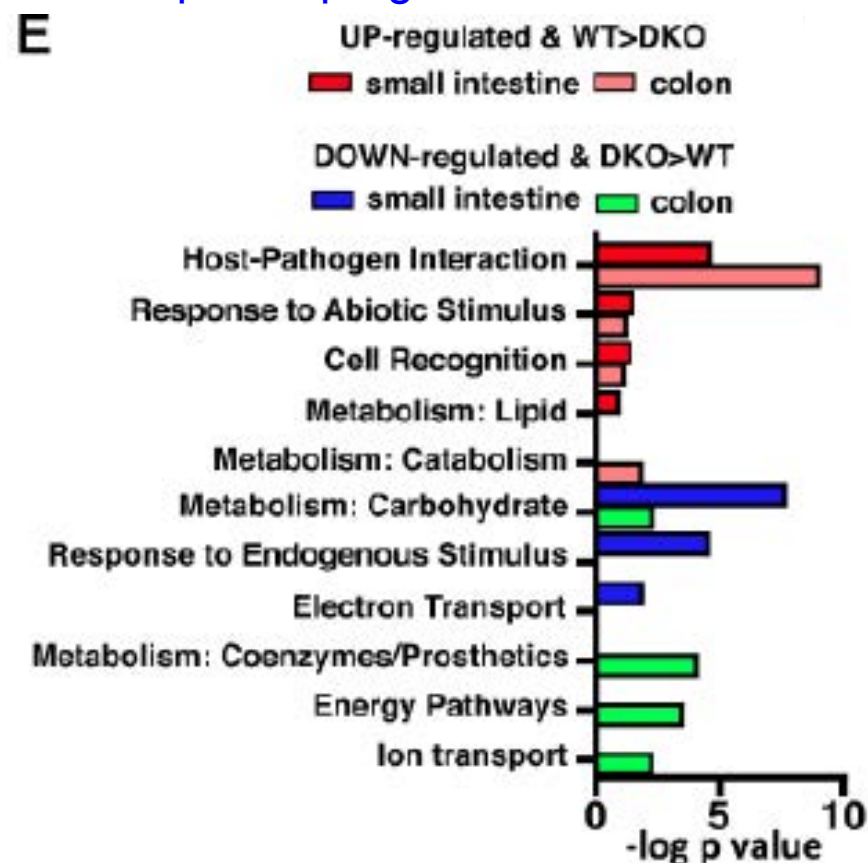 E
UP-regulated & WT>DKO
small intestine colon
DOWN-regulated & DKO>WT
small intestine colon
Host-Pathogen Interaction
Response to Abiotic Stimulus
Cell Recognition
Metabolism: Lipid
Metabolism: Catabolism
Metabolism: Carbohydrate
Response to Endogenous Stimulus
Electron Transport
Metabolism: Coenzymes/Prosthetics
Energy Pathways
Ion transport
0 5 10
-log p value